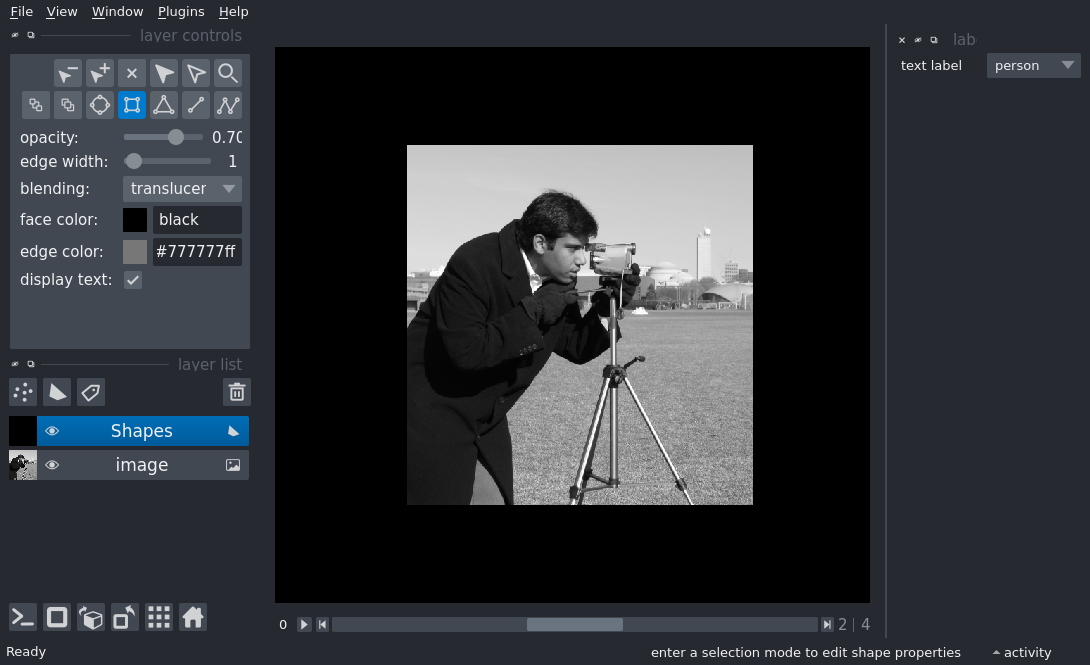 File View Window Plugins Help
layer controls
opacity: 0.70
edge width: 1
blending: translucer
face color: black
edge color: #777777ff
display text:
layer list
Shapes
image
0 2 | 4
lab
text label person
Ready enter a selection mode to edit shape properties activity